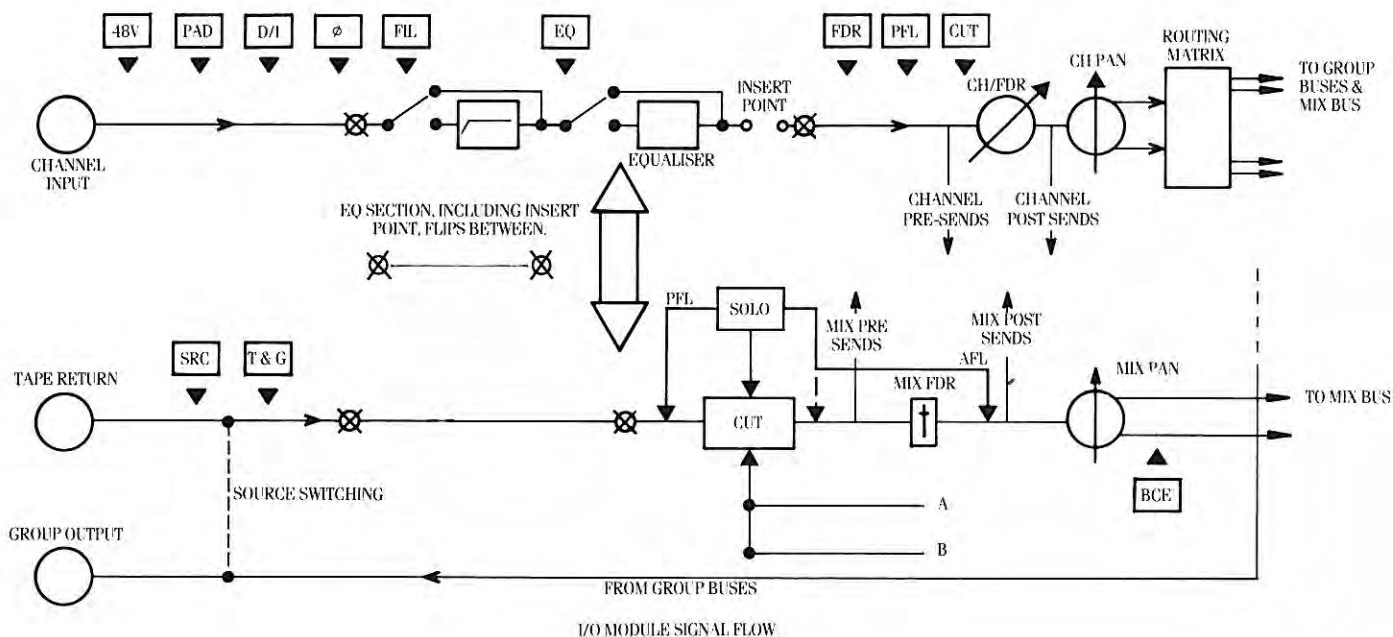 48V
PAD
D/I
ø
FIL
EQ
FDR
PFL
CUT
ROUTING
MATRIX
CH PAN
CH/FDR
TO GROUP
BUSES &
MIX BUS
INSERT
POINT
CHANNEL
INPUT
EQUALISER
CHANNEL
PRE-SENDS
CHANNEL
POST SENDS
EQ SECTION, INCLUDING INSERT
POINT, FLIPS BETWEEN.
PFL
SOLO
MIX PRE
SENDS
MIX POST
SENDS
AFL
SRC
T & G
TAPE RETURN
MIX FDR
MIX PAN
TO MIX BUS
CUT
BCE
SOURCE SWITCHING
A
B
GROUP OUTPUT
FROM GROUP BUSES
I/O MODULE SIGNAL FLOW